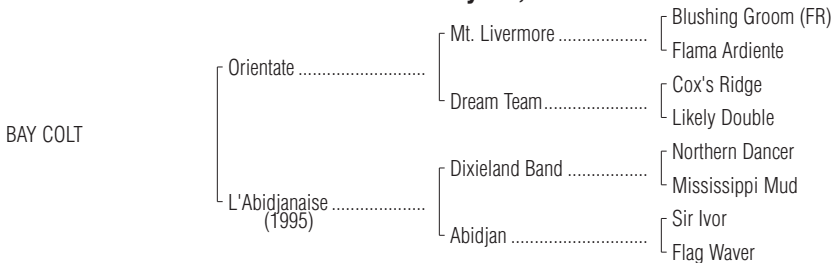 Blushing Groom (FR)
Mt. Livermore ..................
Flama Ardiente
Orientate ..........................
Cox's Ridge
Dream Team.....................
Likely Double
BAY COLT
Northern Dancer
Dixieland Band ................
Mississippi Mud
L'Abidjanaise ...................
(1995)
Sir Ivor
Abidjan ...........................
Flag Waver